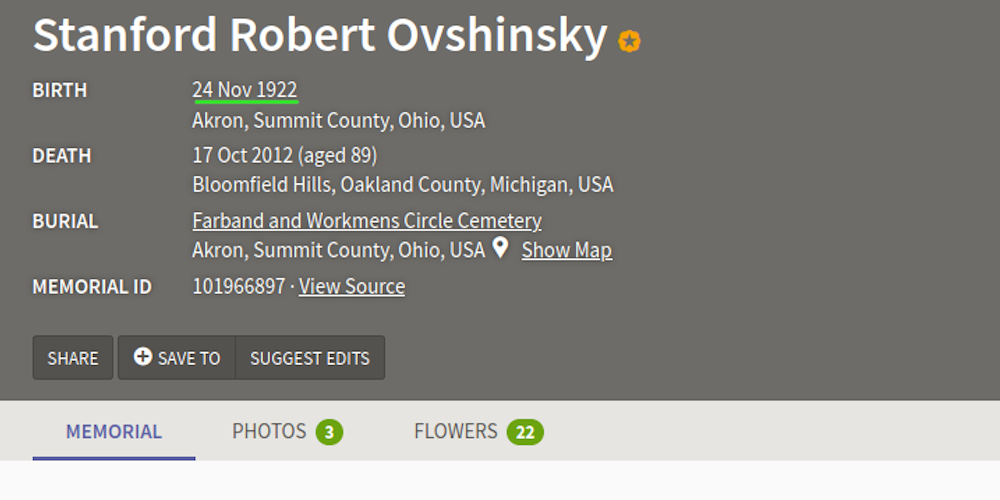 Stanford Robert Ovshinsky
BIRTH 24 Nov 1922
Akron, Summit County, Ohio, USA
DEATH 17 Oct 2012 (aged 89)
Bloomfield Hills, Oakland County, Michigan, USA
BURIAL Farband and Workmens Circle Cemetery
Akron, Summit County, Ohio, USA Show Map
MEMORIAL ID 101966897 · View Source
SHARE SAVE TO SUGGEST EDITS
MEMORIAL PHOTOS 3 FLOWERS 22